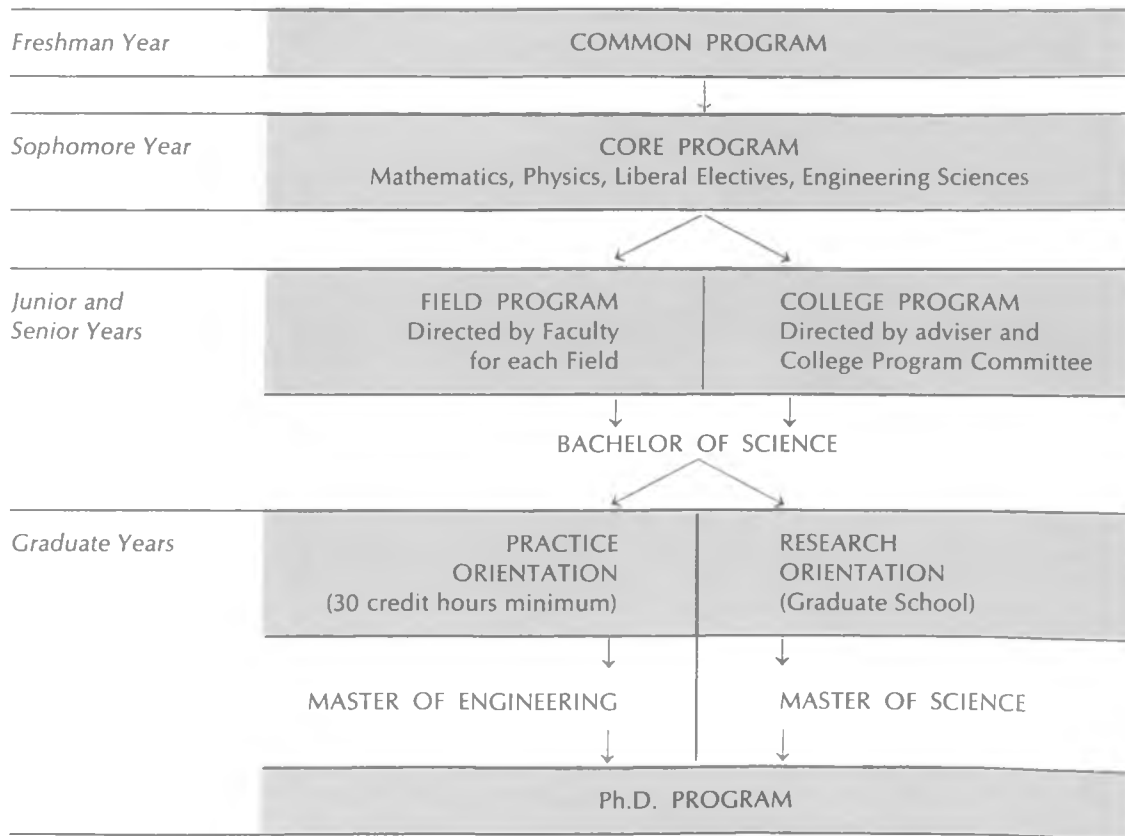 Freshman Year
COMMON PROGRAM
Sophomore Year
CORE PROGRAM
Mathematics, Physics, Liberal Electives, Engineering Sciences
Junior and
Senior Years
FIELD PROGRAM
Directed by Faculty
for each Field
COLLEGE PROGRAM
Directed by adviser and
College Program Committee
BACHELOR OF SCIENCE
Graduate Years
PRACTICE
ORIENTATION
(30 credit hours minimum)
RESEARCH
ORIENTATION
(Graduate School)
MASTER OF ENGINEERING
MASTER OF SCIENCE
Ph.D. PROGRAM